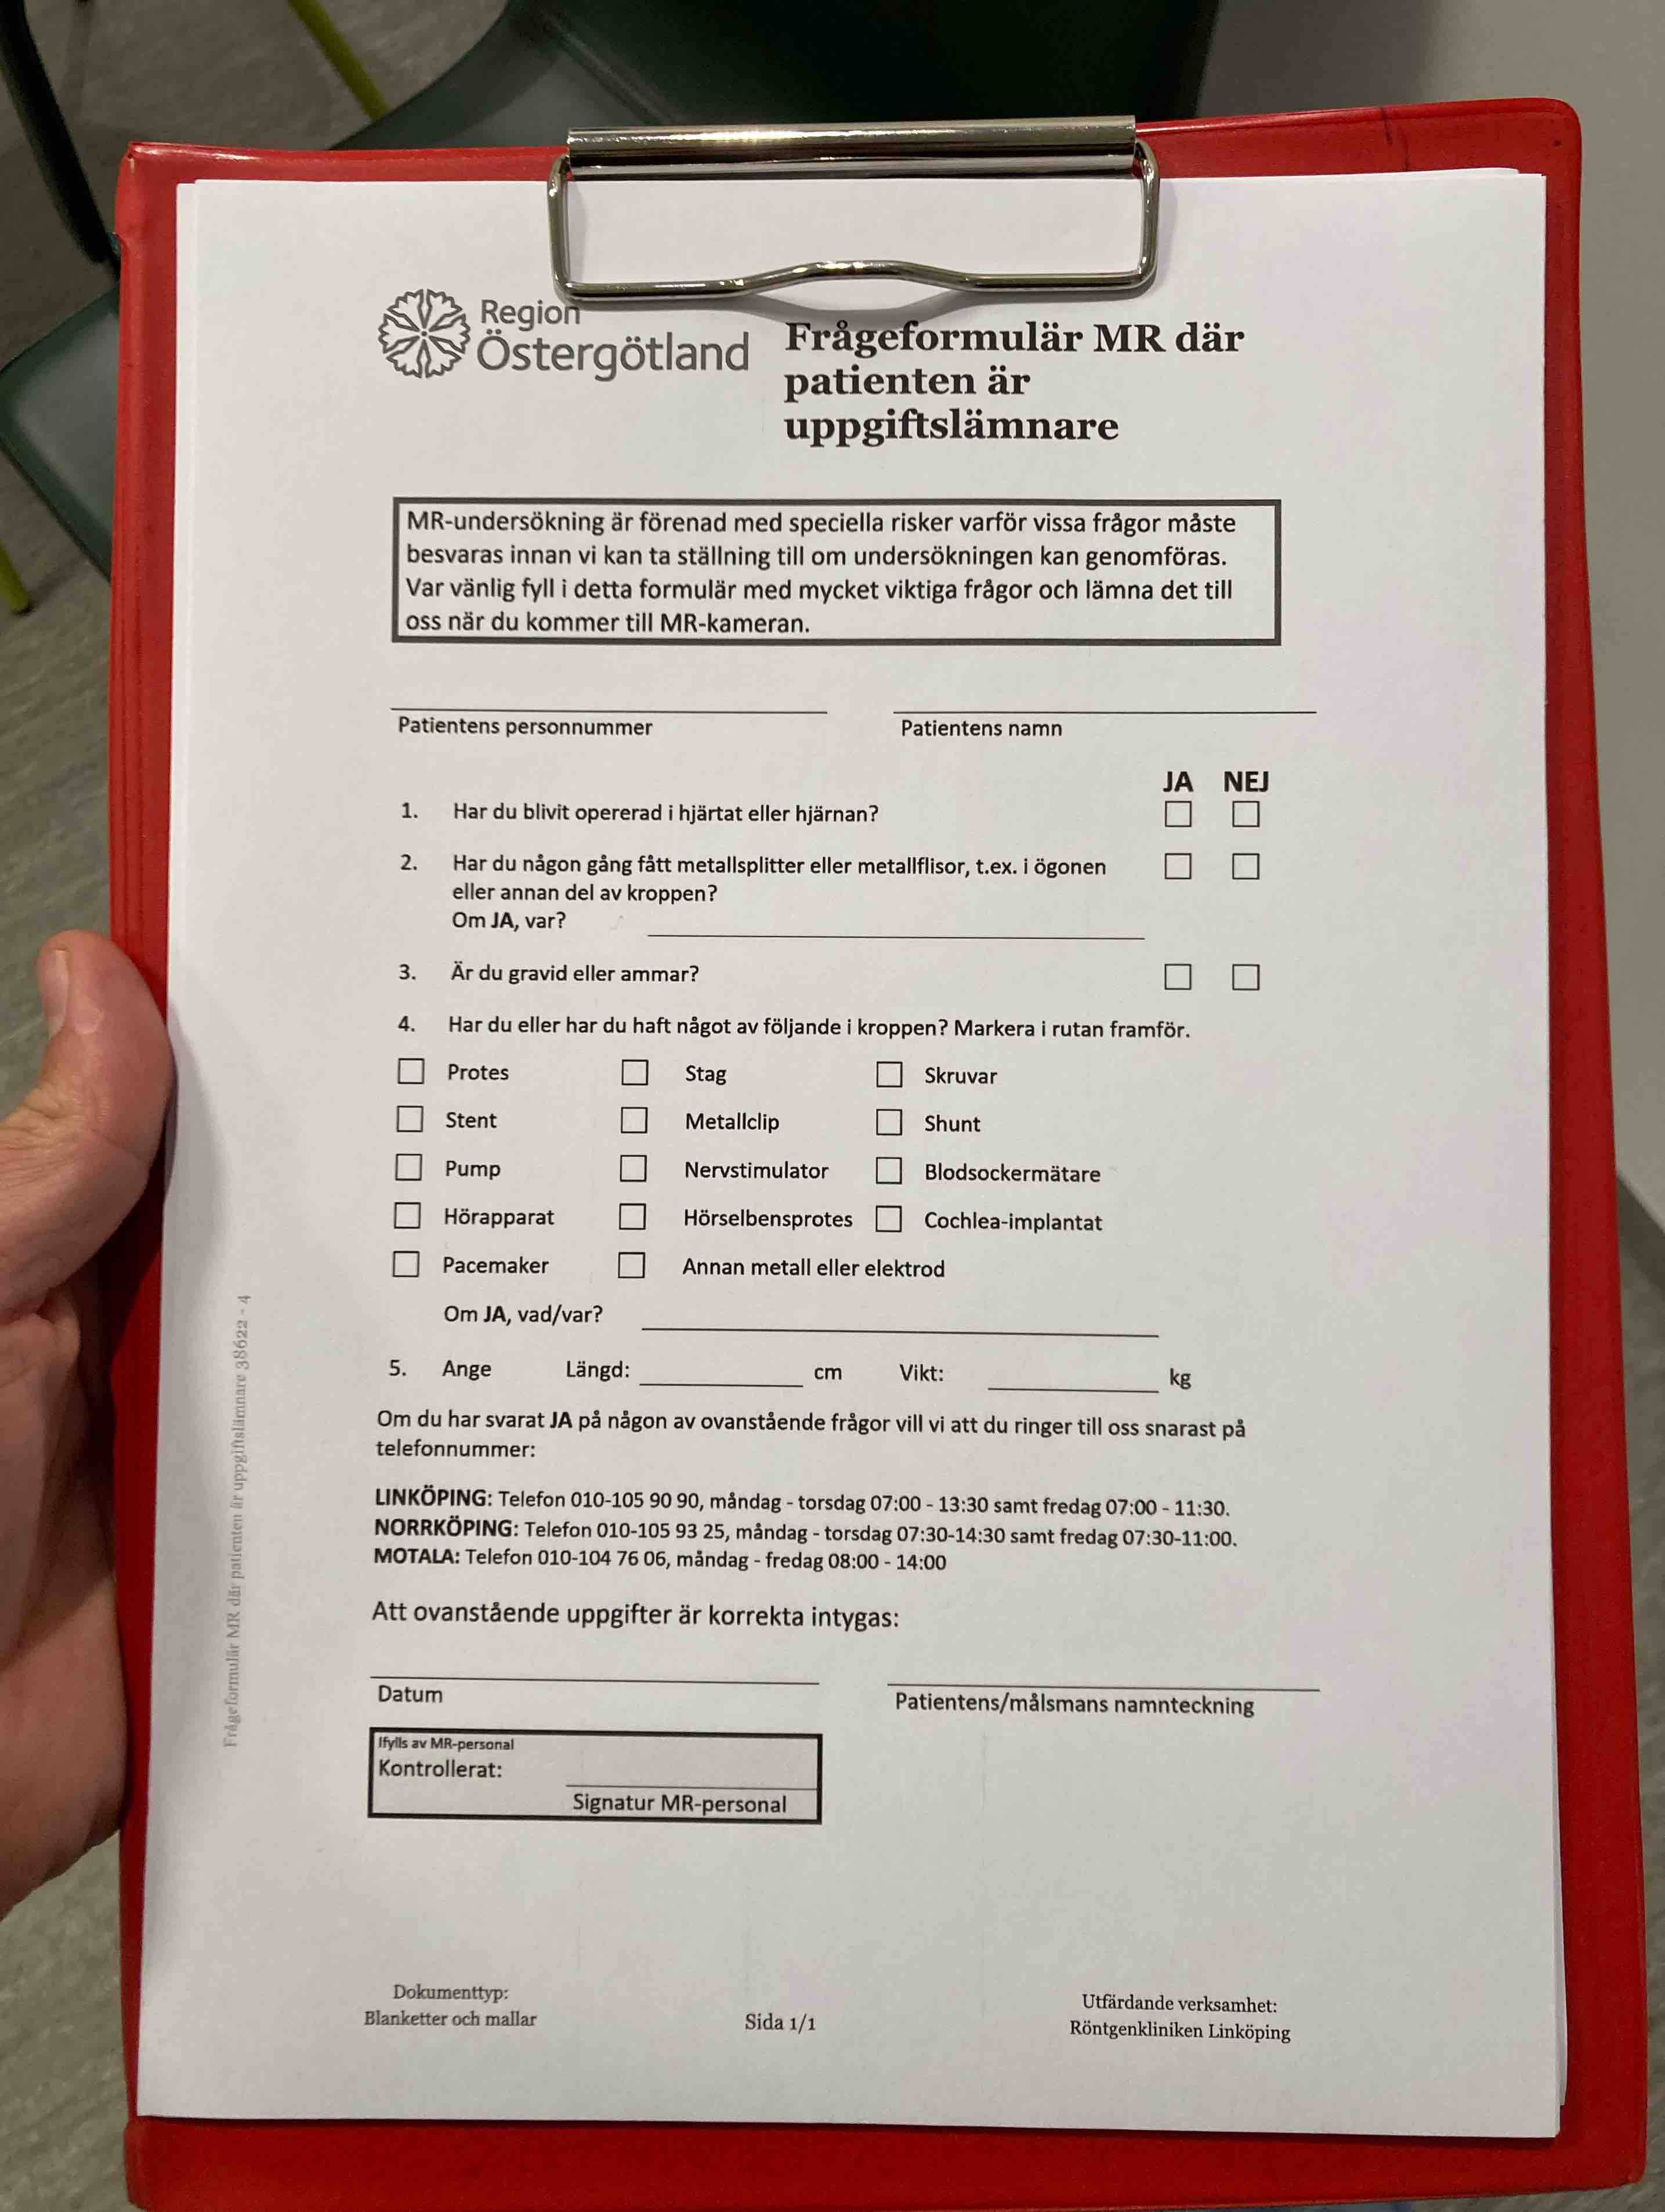 Region
Östergötland
Frågeformulär MR där
patienten är
uppgiftslämnare
MR-undersökning är förenad med speciella risker varför vissa frågor måste
besvaras innan vi kan ta ställning till om undersökningen kan genomföras.
Var vänlig fyll i detta formulär med mycket viktiga frågor och lämna det till
oss när du kommer till MR-kameran.
Patientens personnummer Patientens namn
JA NEJ
1. Har du blivit opererad i hjärtat eller hjärnan?
2. Har du någon gång fått metallsplitter eller metallflisor, t.ex. i ögonen
eller annan del av kroppen?
Om JA, var?
3. Är du gravid eller ammar?
4. Har du eller har du haft något av följande i kroppen? Markera i rutan framför.
Protes Stag Skruvar
Stent Metallclip Shunt
Pump Nervstimulator Blodsockermätare
Hörapparat Hörselbensprotes Cochlea-implantat
Pacemaker Annan metall eller elektrod
Om JA, vad/var?
5. Ange Längd: cm Vikt: kg
Om du har svarat JA på någon av ovanstående frågor vill vi att du ringer till oss snarast på
telefonnummer:
LINKÖPING: Telefon 010-105 90 90, måndag - torsdag 07:00 - 13:30 samt fredag 07:00 - 11:30.
NORRKÖPING: Telefon 010-105 93 25, måndag - torsdag 07:30-14:30 samt fredag 07:30-11:00.
MOTALA: Telefon 010-104 76 06, måndag - fredag 08:00 - 14:00
Att ovanstående uppgifter är korrekta intygas:
Datum Patientens/målsmans namnteckning
Ifylls av MR-personal
Kontrollerat:
Signatur MR-personal
Frågeformulär MR där patienten är uppgiftslämnare 38622 - 4
Dokumenttyp:
Blanketter och mallar
Sida 1/1
Utfärdande verksamhet:
Röntgenkliniken Linköping